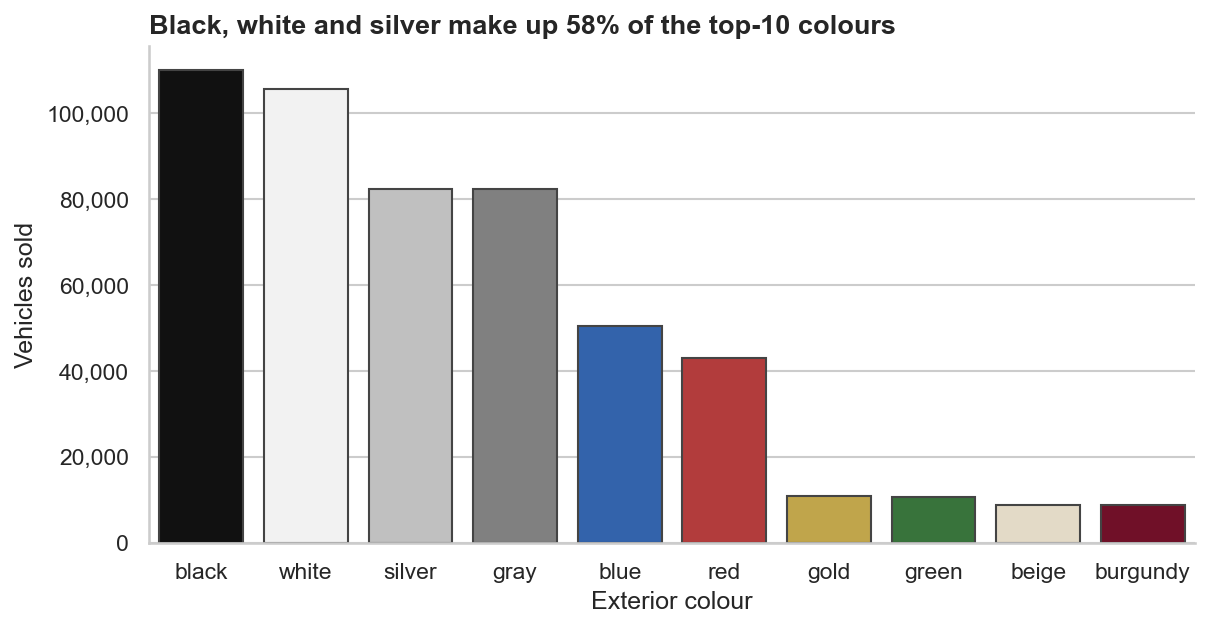 Black, white and silver make up 58% of the top-10 colours
100,000
80,000
60,000
40,000
20,000
0
Vehicles sold
black white silver gray blue red gold green beige burgundy
Exterior colour